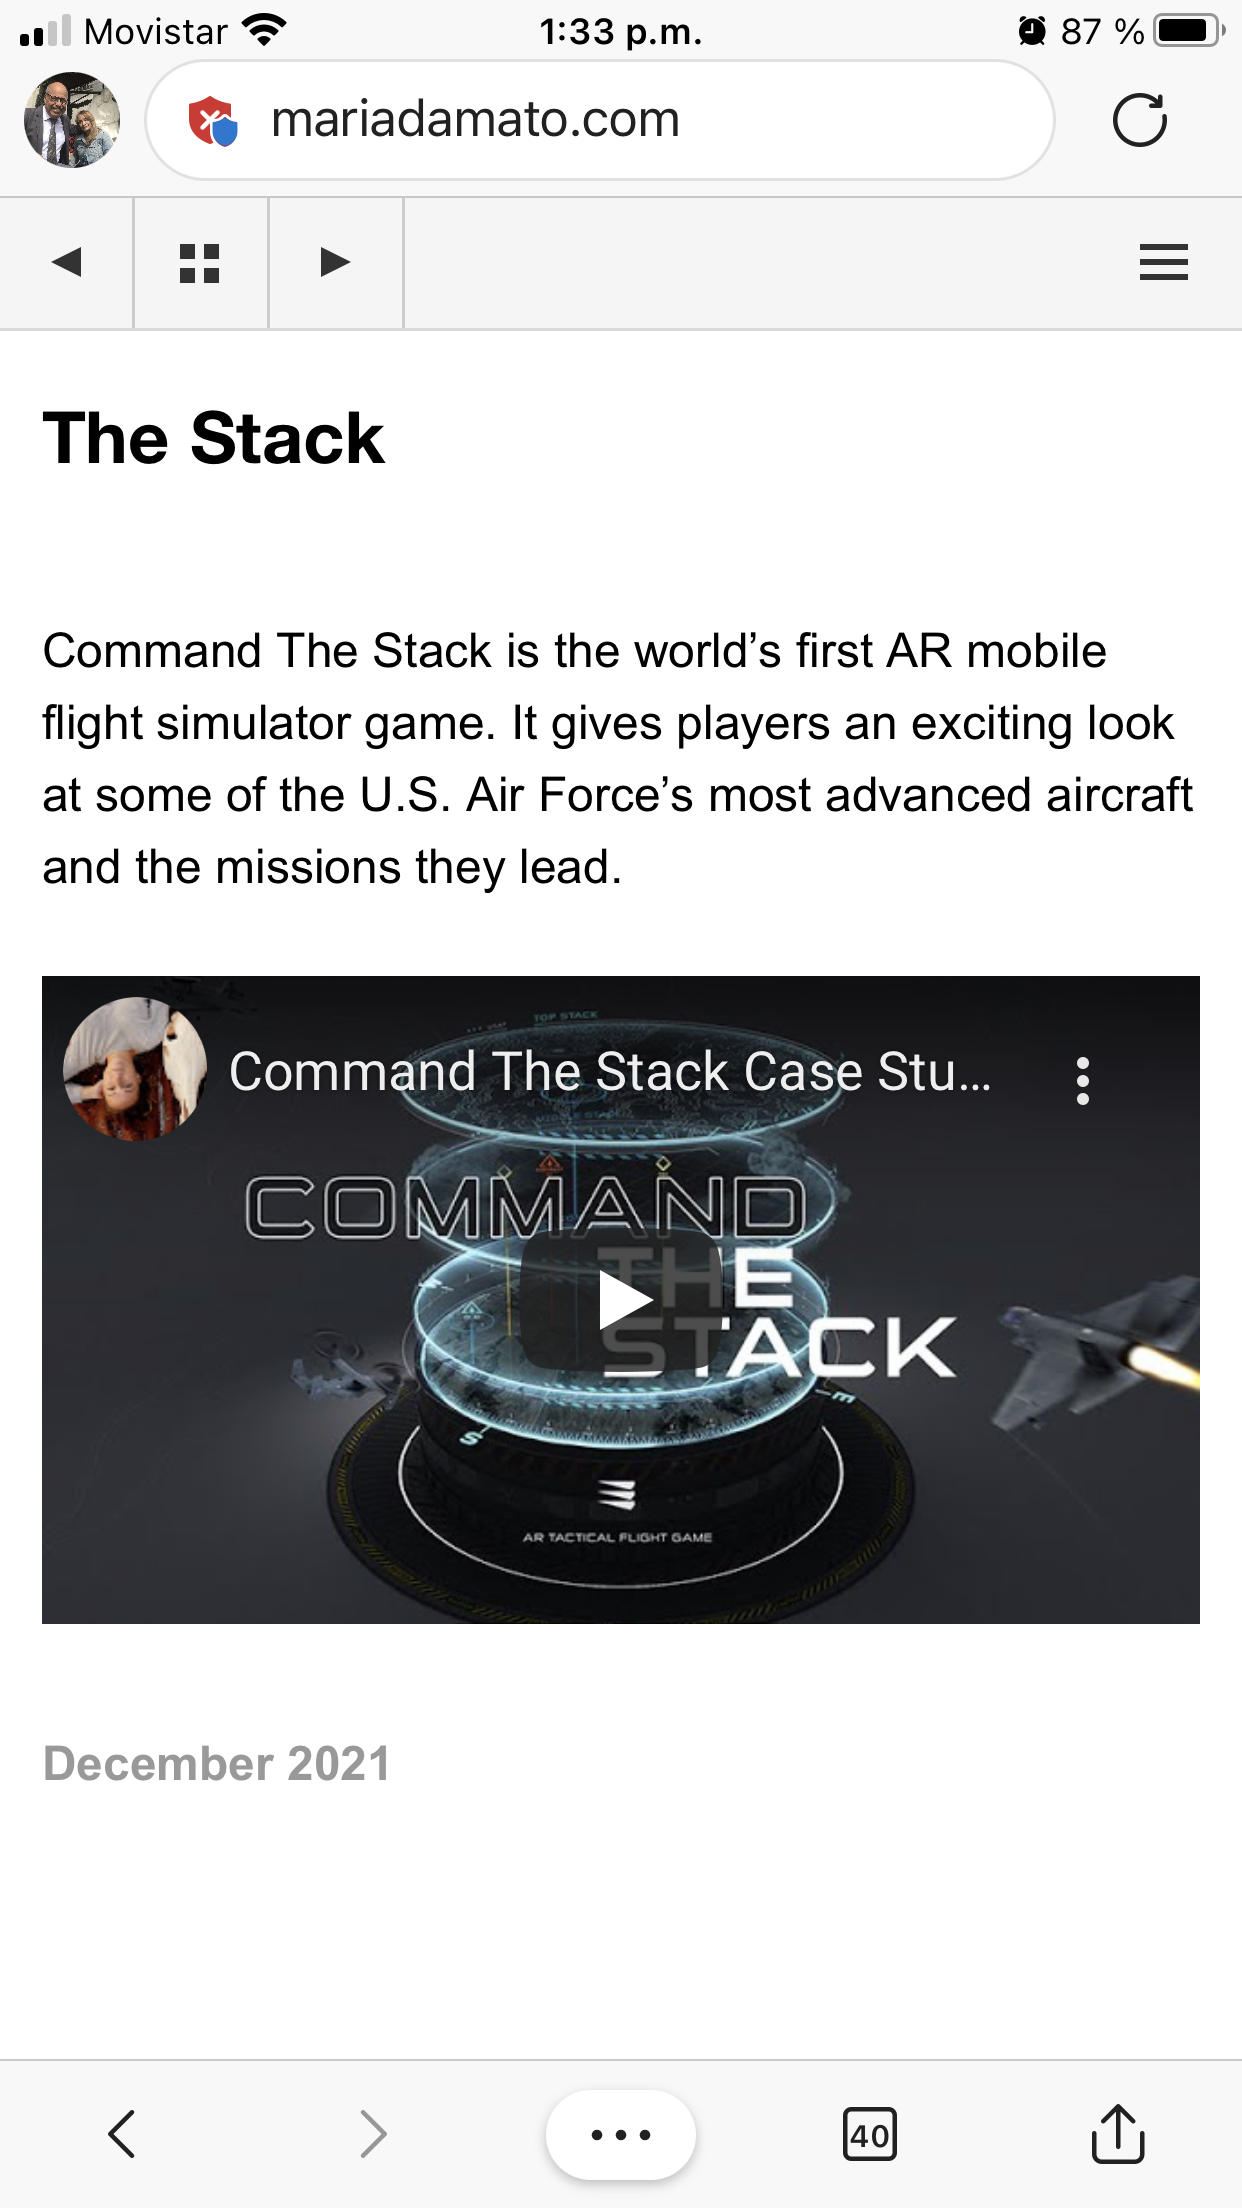 Movistar 1:33 p.m. 87 %
mariadamato.com
The Stack
Command The Stack is the world’s first AR mobile
flight simulator game. It gives players an exciting look
at some of the U.S. Air Force’s most advanced aircraft
and the missions they lead.
TOP STACK
Command The Stack Case Stu...
MIDDLE STACK
COMMAND
THE
STACK
E
S
AR TACTICAL FLIGHT GAME
December 2021
40